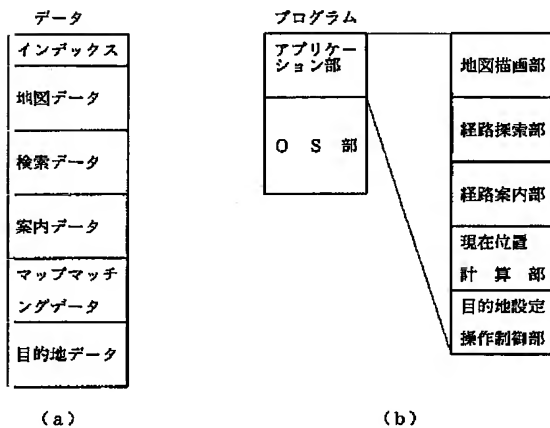 データ
インデックス
地図データ
検索データ
案内データ
マップマッチ
ングデータ
目的地データ
(a)
プログラム
アプリケー
ション部
O S 部
地図描画部
経路探索部
経路案内部
現在位置
計 算 部
目的地設定
操作制御部
(b)